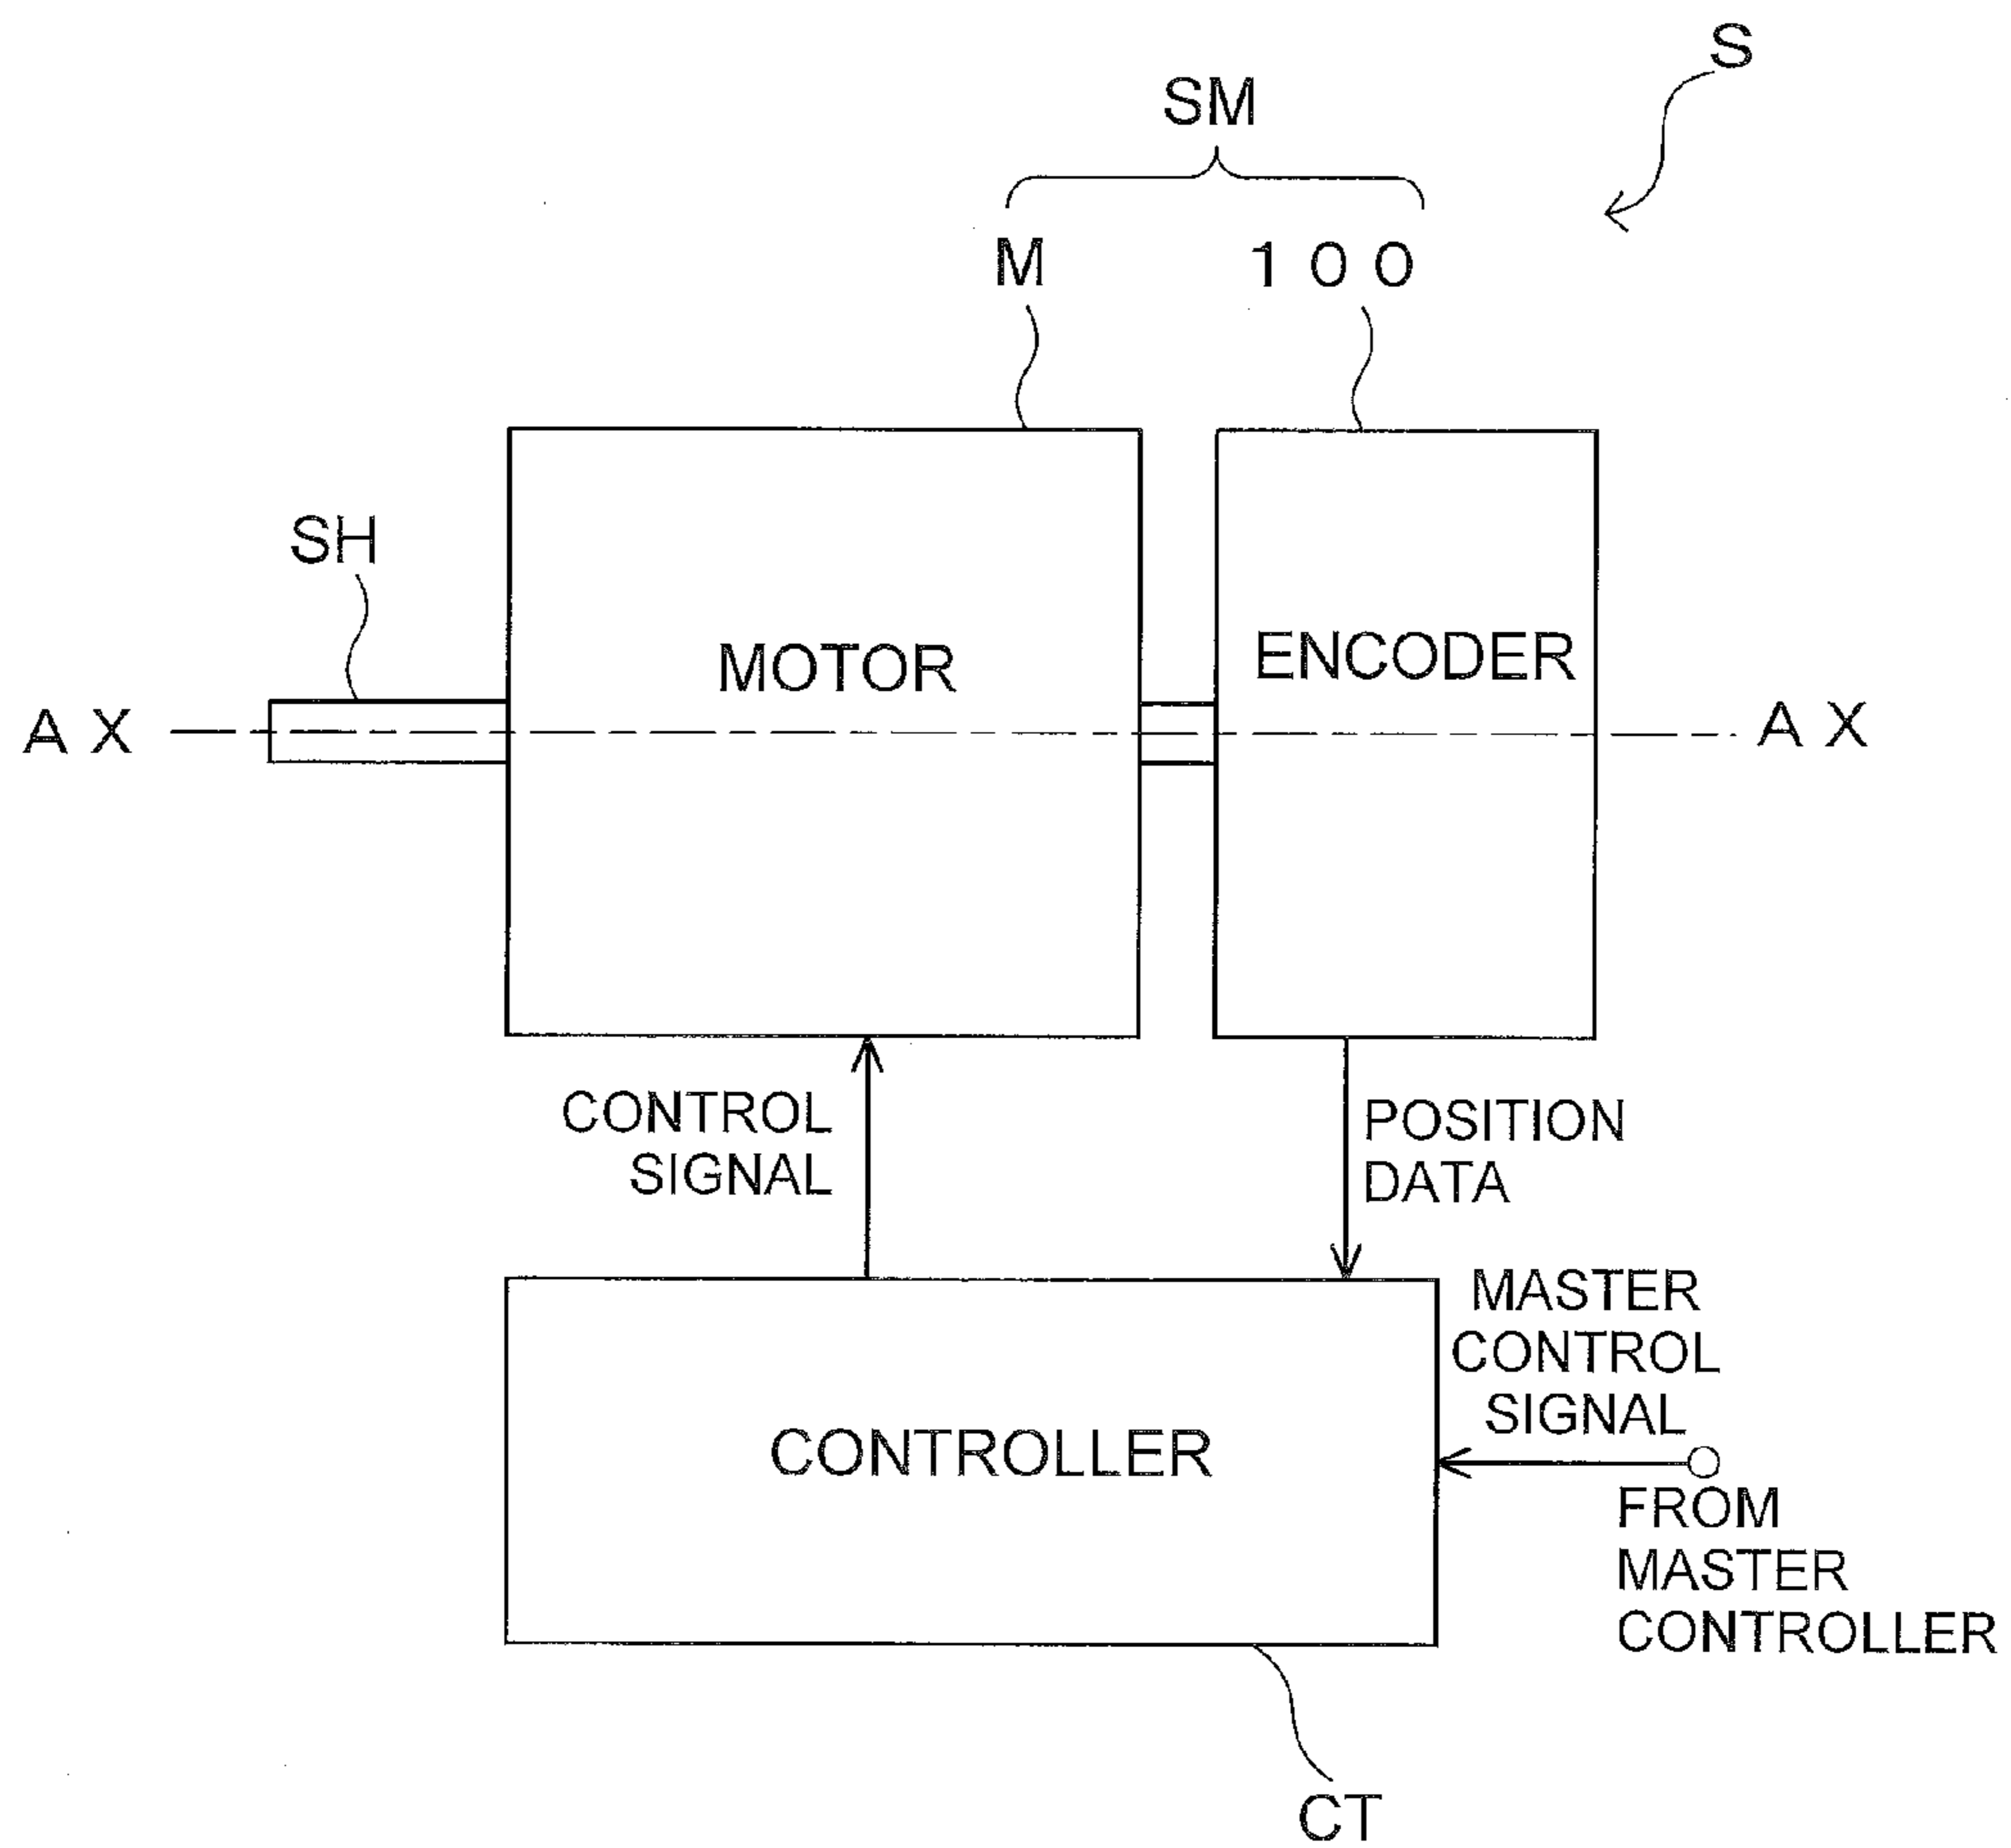 S
SM
M
100
SH
MOTOR
ENCODER
AX
AX
CONTROL
SIGNAL
POSITION
DATA
MASTER
CONTROL
SIGNAL
CONTROLLER
FROM
MASTER
CONTROLLER
CT